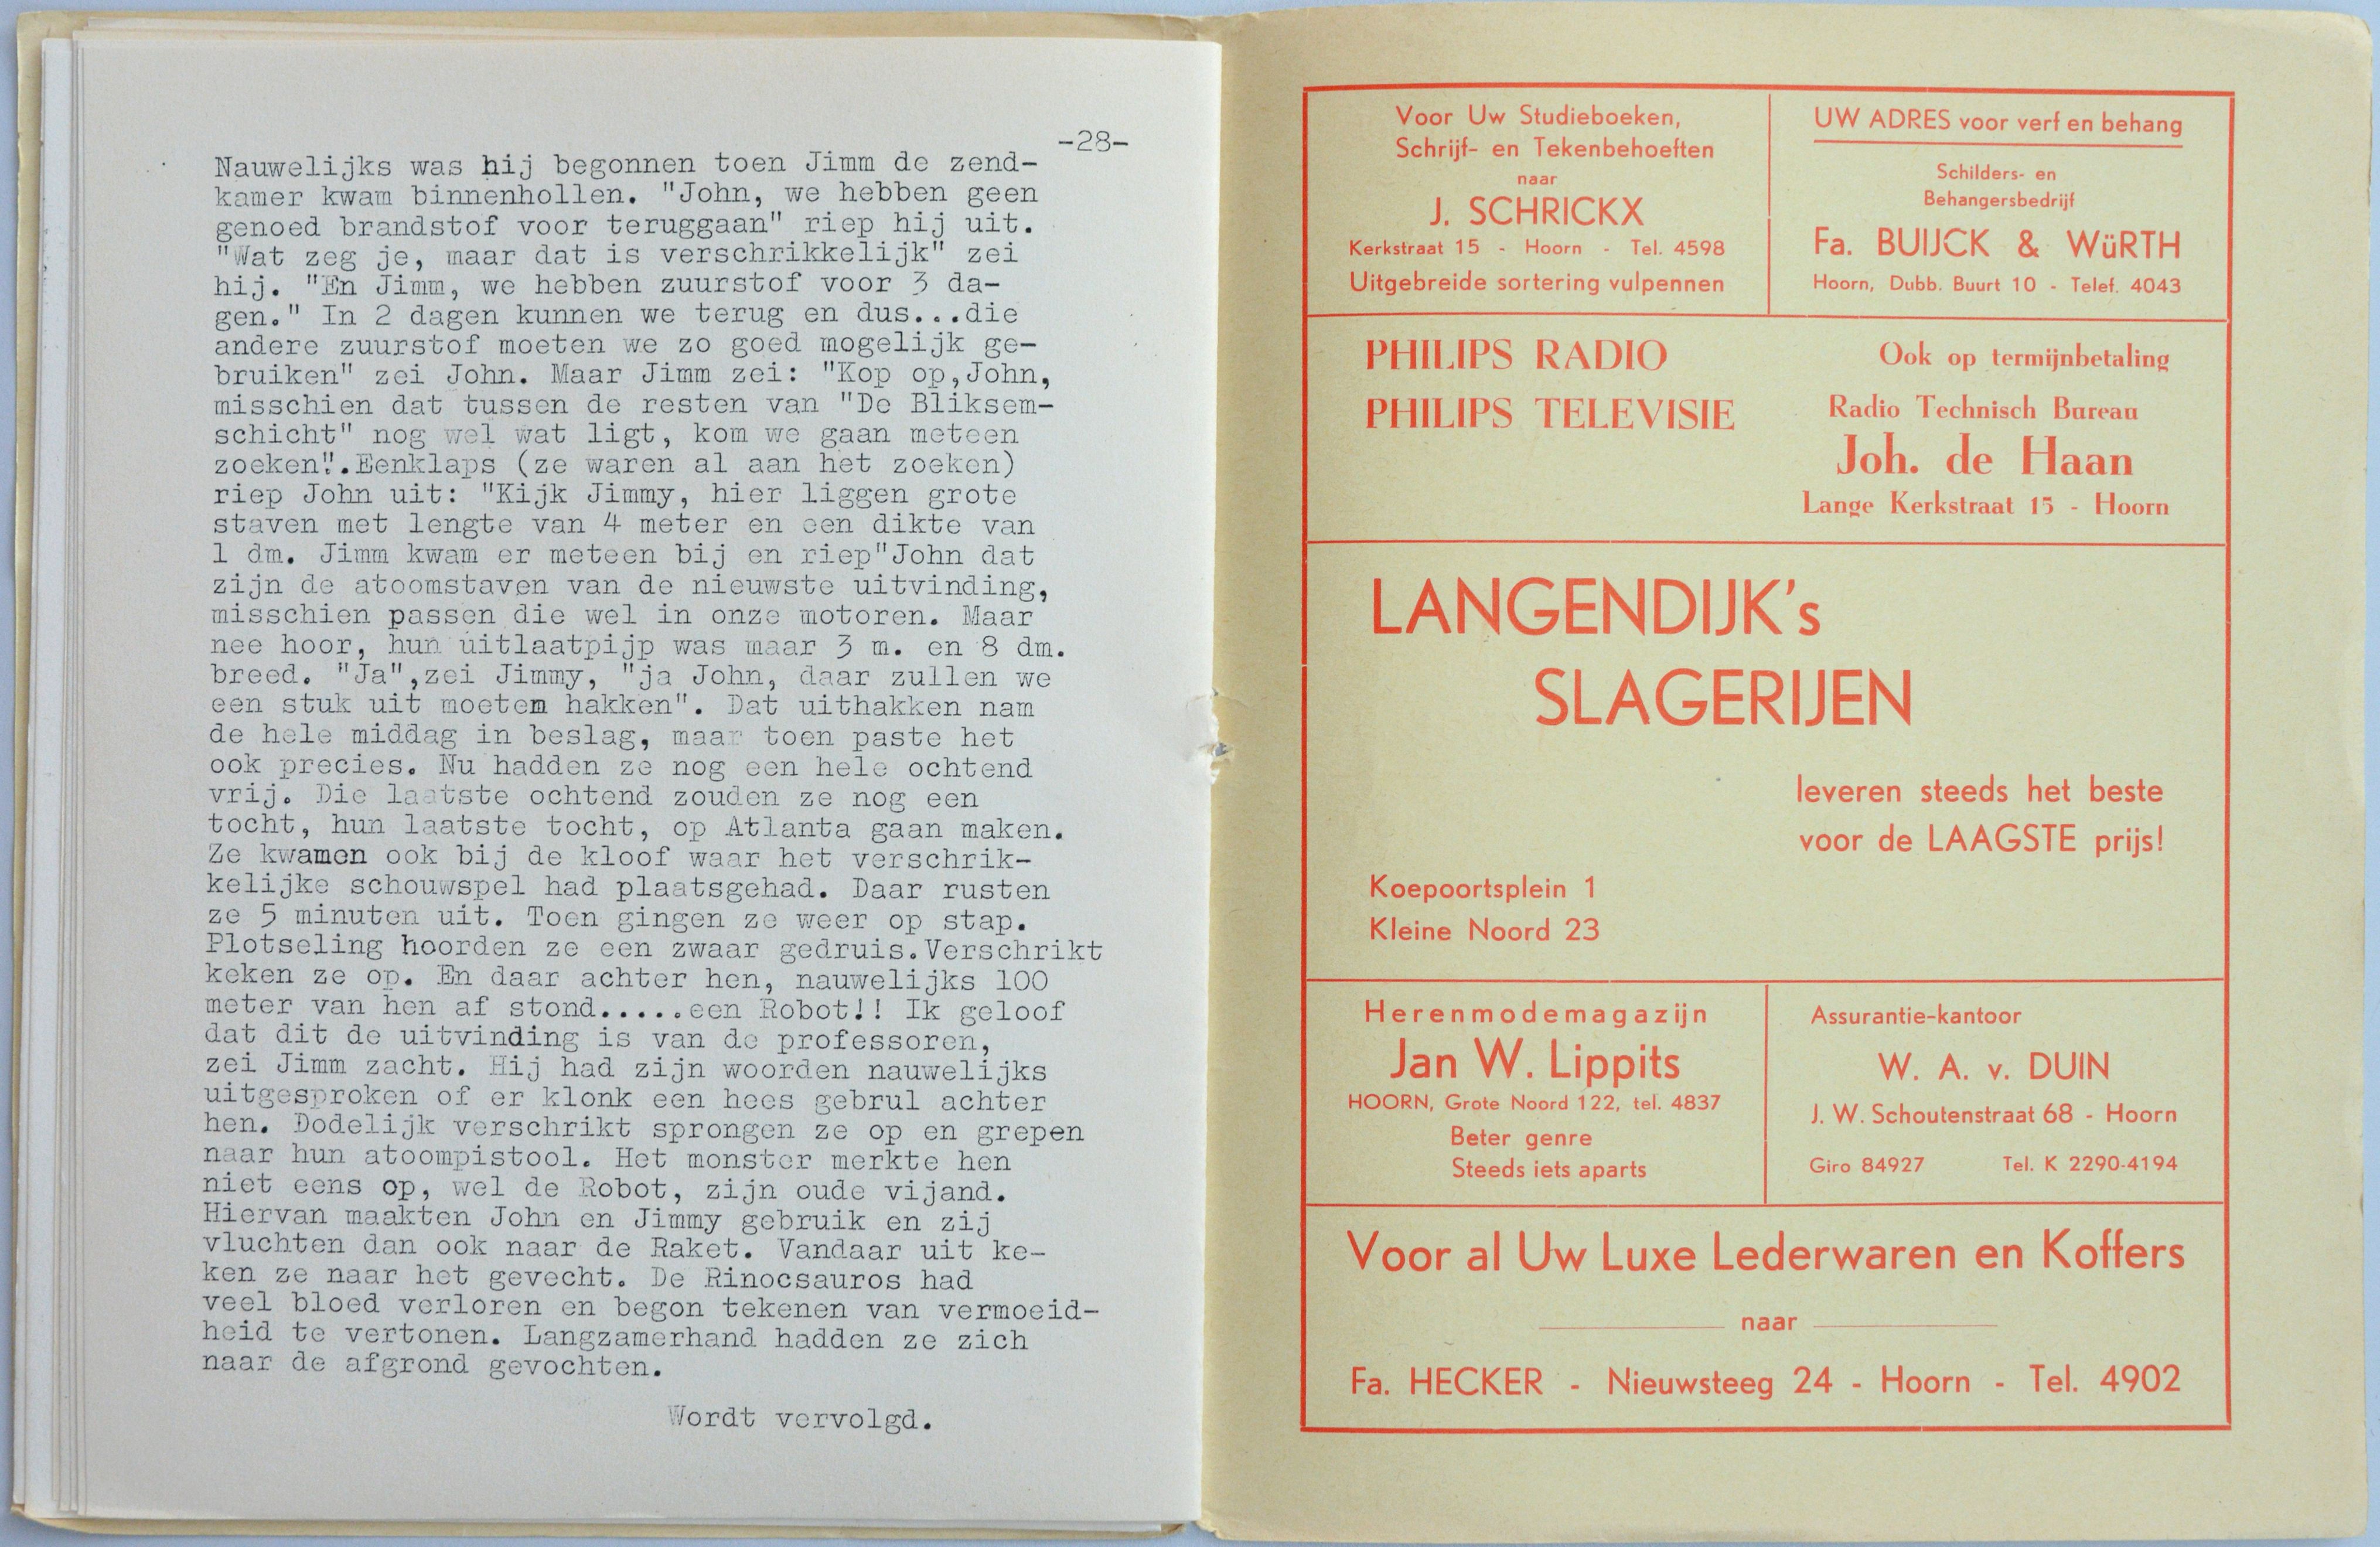 -28-
Nauwelijks was hij begonnen toen Jimm de zend-
kamer kwam binnenhollen. "John, we hebben geen
genoed brandstof voor teruggaan" riep hij uit.
"Wat zeg je, maar dat is verschrikkelijk" zei
hij. "En Jimm, we hebben zuurstof voor 3 da-
gen." In 2 dagen kunnen we terug en dus...die
andere zuurstof moeten we zo goed mogelijk ge-
bruiken" zei John. Maar Jimm zei: "Kop op,John,
misschien dat tussen de resten van "De Bliksem-
schicht" nog wel wat ligt, kom we gaan meteen
zoeken".Eenklaps (ze waren al aan het zoeken)
riep John uit: "Kijk Jimmy, hier liggen grote
staven met lengte van 4 meter en een dikte van
1 dm. Jimm kwam er meteen bij en riep"John dat
zijn de atoomstaven van de nieuwste uitvinding,
misschien passen die wel in onze motoren. Maar
nee hoor, hun uitlaatpijp was maar 3 m. en 8 dm.
breed. "Ja",zei Jimmy, "ja John, daar zullen we
een stuk uit moetem hakken". Dat uithakken nam
de hele middag in beslag, maar toen paste het
ook precies. Nu hadden ze nog een hele ochtend
vrij. Die laatste ochtend zouden ze nog een
tocht, hun laatste tocht, op Atlanta gaan maken.
Ze kwamen ook bij de kloof waar het verschrik-
kelijke schouwspel had plaatsgehad. Daar rusten
ze 5 minuten uit. Toen gingen ze weer op stap.
Plotseling hoorden ze een zwaar gedruis.Verschrikt
keken ze op. En daar achter hen, nauwelijks 100
meter van hen af stond.....een Robot!! Ik geloof
dat dit de uitvinding is van de professoren,
zei Jimm zacht. Hij had zijn woorden nauwelijks
uitgesproken of er klonk een hees gebrul achter
hen. Dodelijk verschrikt sprongen ze op en grepen
naar hun atoompistool. Het monster merkte hen
niet eens op, wel de Robot, zijn oude vijand.
Hiervan maakten John en Jimmy gebruik en zij
vluchten dan ook naar de Raket. Vandaar uit ke-
ken ze naar het gevecht. De Rinocsauros had
veel bloed verloren en begon tekenen van vermoeid-
heid te vertonen. Langzamerhand hadden ze zich
naar de afgrond gevochten.
Wordt vervolgd.
Voor Uw Studieboeken,
Schrijf- en Tekenbehoeften
naar
J. SCHRICKX
Kerkstraat 15 - Hoorn - Tel. 4598
Uitgebreide sortering vulpennen
UW ADRES voor verf en behang
Schilders- en
Behangersbedrijf
Fa. BUIJCK & WüRTH
Hoorn, Dubb. Buurt 10 - Telef. 4043
PHILIPS RADIO
PHILIPS TELEVISIE
Ook op termijnbetaling
Radio Technisch Bureau
Joh. de Haan
Lange Kerkstraat 15 - Hoorn
LANGENDIJK's
SLAGERIJEN
leveren steeds het beste
voor de LAAGSTE prijs!
Koepoortsplein 1
Kleine Noord 23
Herenmodemagazijn
Jan W. Lippits
HOORN, Grote Noord 122, tel. 4837
Beter genre
Steeds iets aparts
Assurantie-kantoor
W. A. v. DUIN
J. W. Schoutenstraat 68 - Hoorn
Giro 84927 Tel. K 2290-4194
Voor al Uw Luxe Lederwaren en Koffers
naar
Fa. HECKER - Nieuwsteeg 24 - Hoorn - Tel. 4902